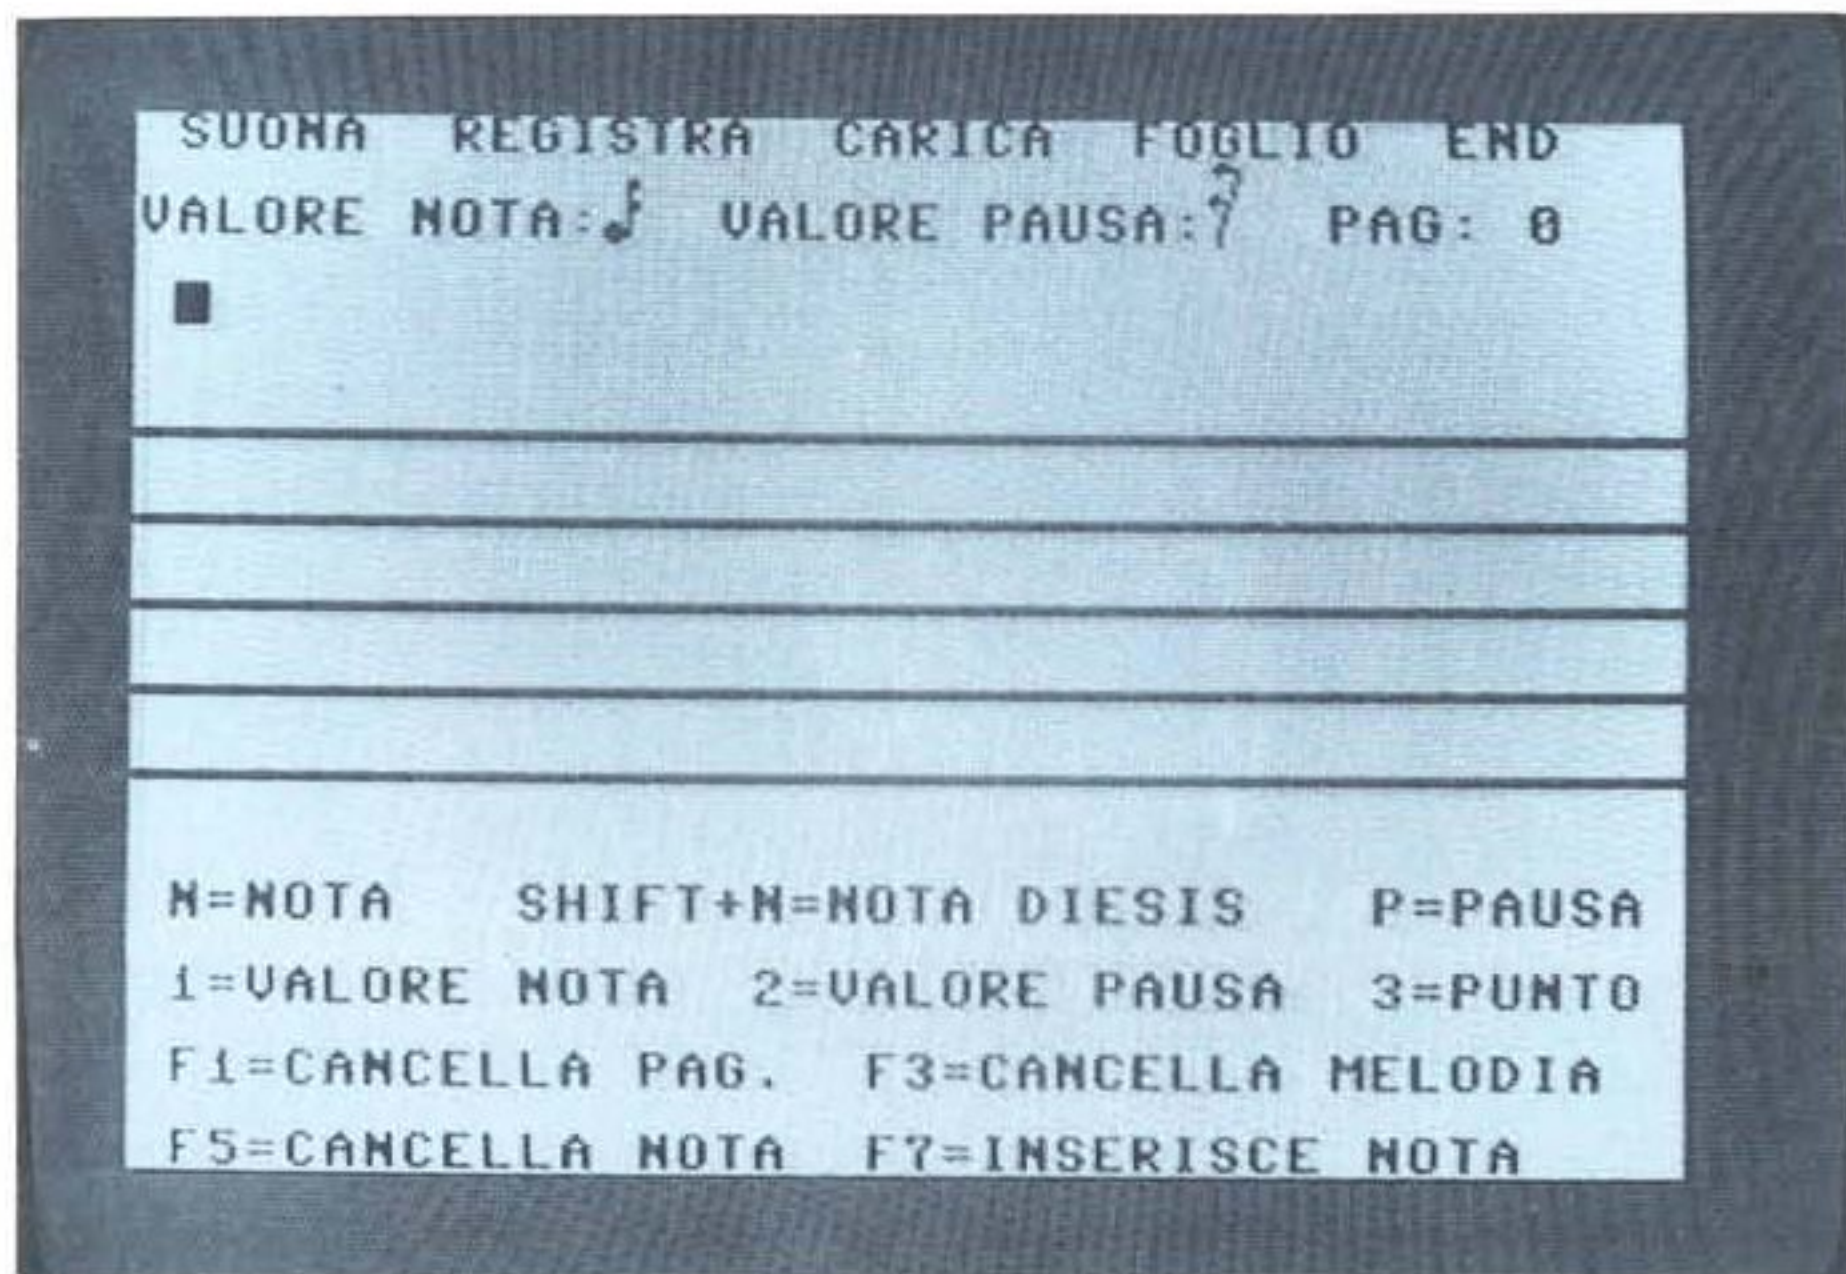 SUONA REGISTRA CARICA FOGLIO END
VALORE NOTA: VALORE PAUSA: PAG: 0
N=NOTA SHIFT+N=NOTA DIESIS P=PAUSA
1=VALORE NOTA 2=VALORE PAUSA 3=PUNTO
F1=CANCELLA PAG. F3=CANCELLA MELODIA
F5=CANCELLA NOTA F7=INSERISCE NOTA